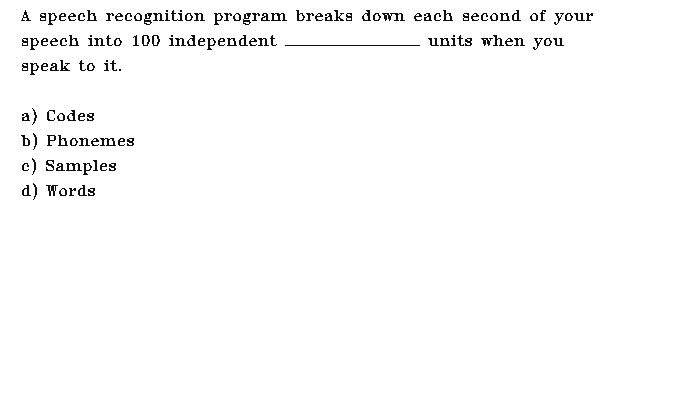 A speech recognition program breaks down each second of your
speech into 100 independent _______________ units when you
speak to it.
a) Codes
b) Phonemes
c) Samples
d) Words